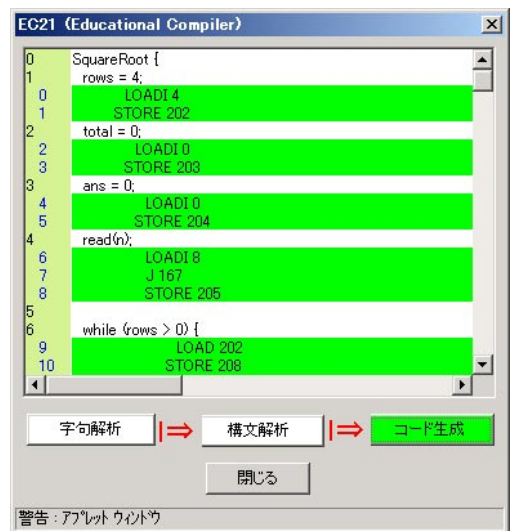 EC21 (Educational Compiler)
0 SquareRoot {
1 rows = 4;
0 LOADI 4
1 STORE 202
2 total = 0;
2 LOADI 0
3 STORE 203
3 ans = 0;
4 LOADI 0
5 STORE 204
4 read(n);
6 LOADI 8
7 J 167
8 STORE 205
5
6 while (rows > 0) {
9 LOAD 202
10 STORE 208
字句解析 |⇒ 構文解析 |⇒ コード生成
閉じる
警告 : アプレット ウィンドウ